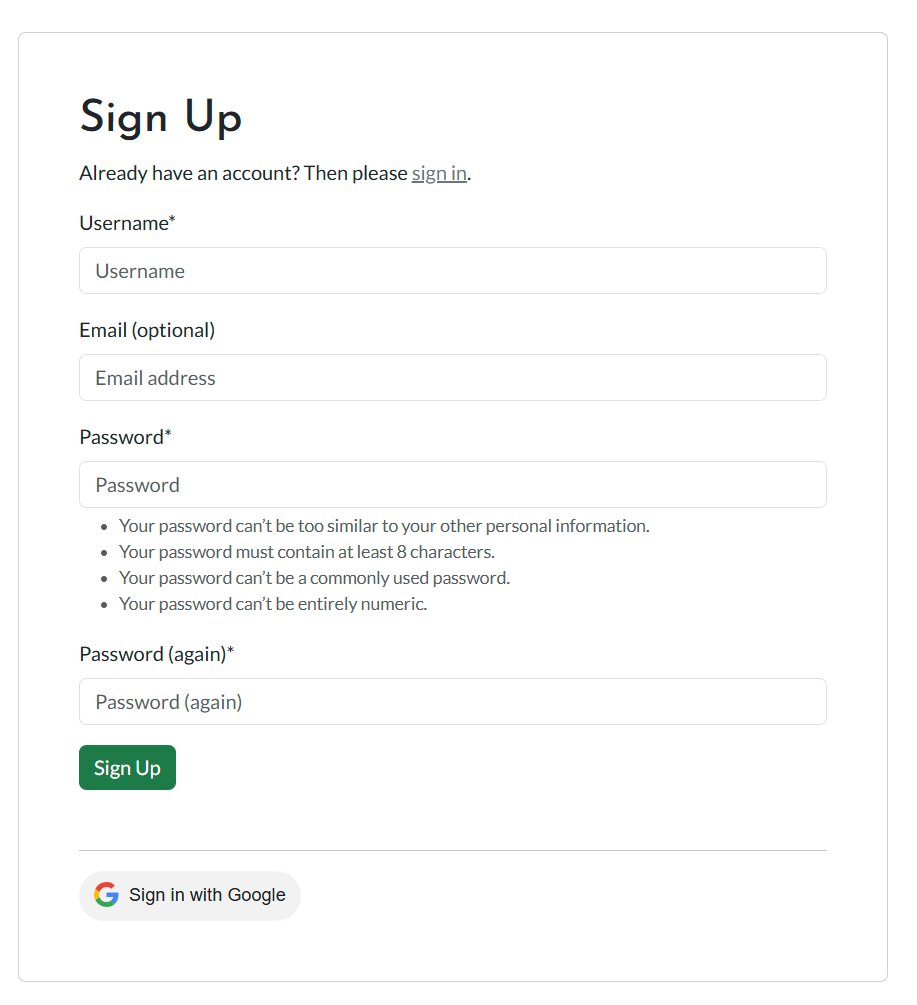 Sign Up
Already have an account? Then please sign in.
Username*
Username
Email (optional)
Email address
Password*
Password
• Your password can’t be too similar to your other personal information.
• Your password must contain at least 8 characters.
• Your password can’t be a commonly used password.
• Your password can’t be entirely numeric.
Password (again)*
Password (again)
Sign Up
Sign in with Google